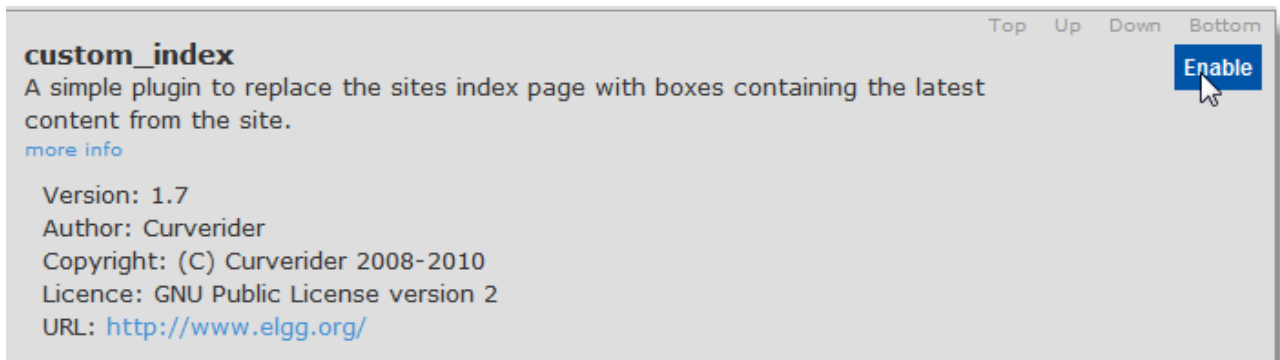 Top Up Down Bottom
custom_index
Enable
A simple plugin to replace the sites index page with boxes containing the latest
content from the site.
more info
Version: 1.7
Author: Curverider
Copyright: (C) Curverider 2008-2010
Licence: GNU Public License version 2
URL: http://www.elgg.org/